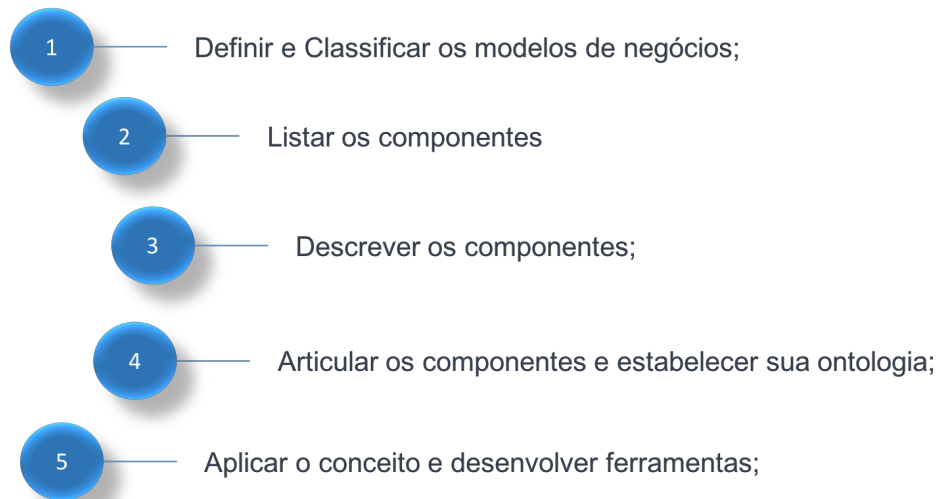 1 Definir e Classificar os modelos de negócios;
2 Listar os componentes
3 Descrever os componentes;
4 Articular os componentes e estabelecer sua ontologia;
5 Aplicar o conceito e desenvolver ferramentas;